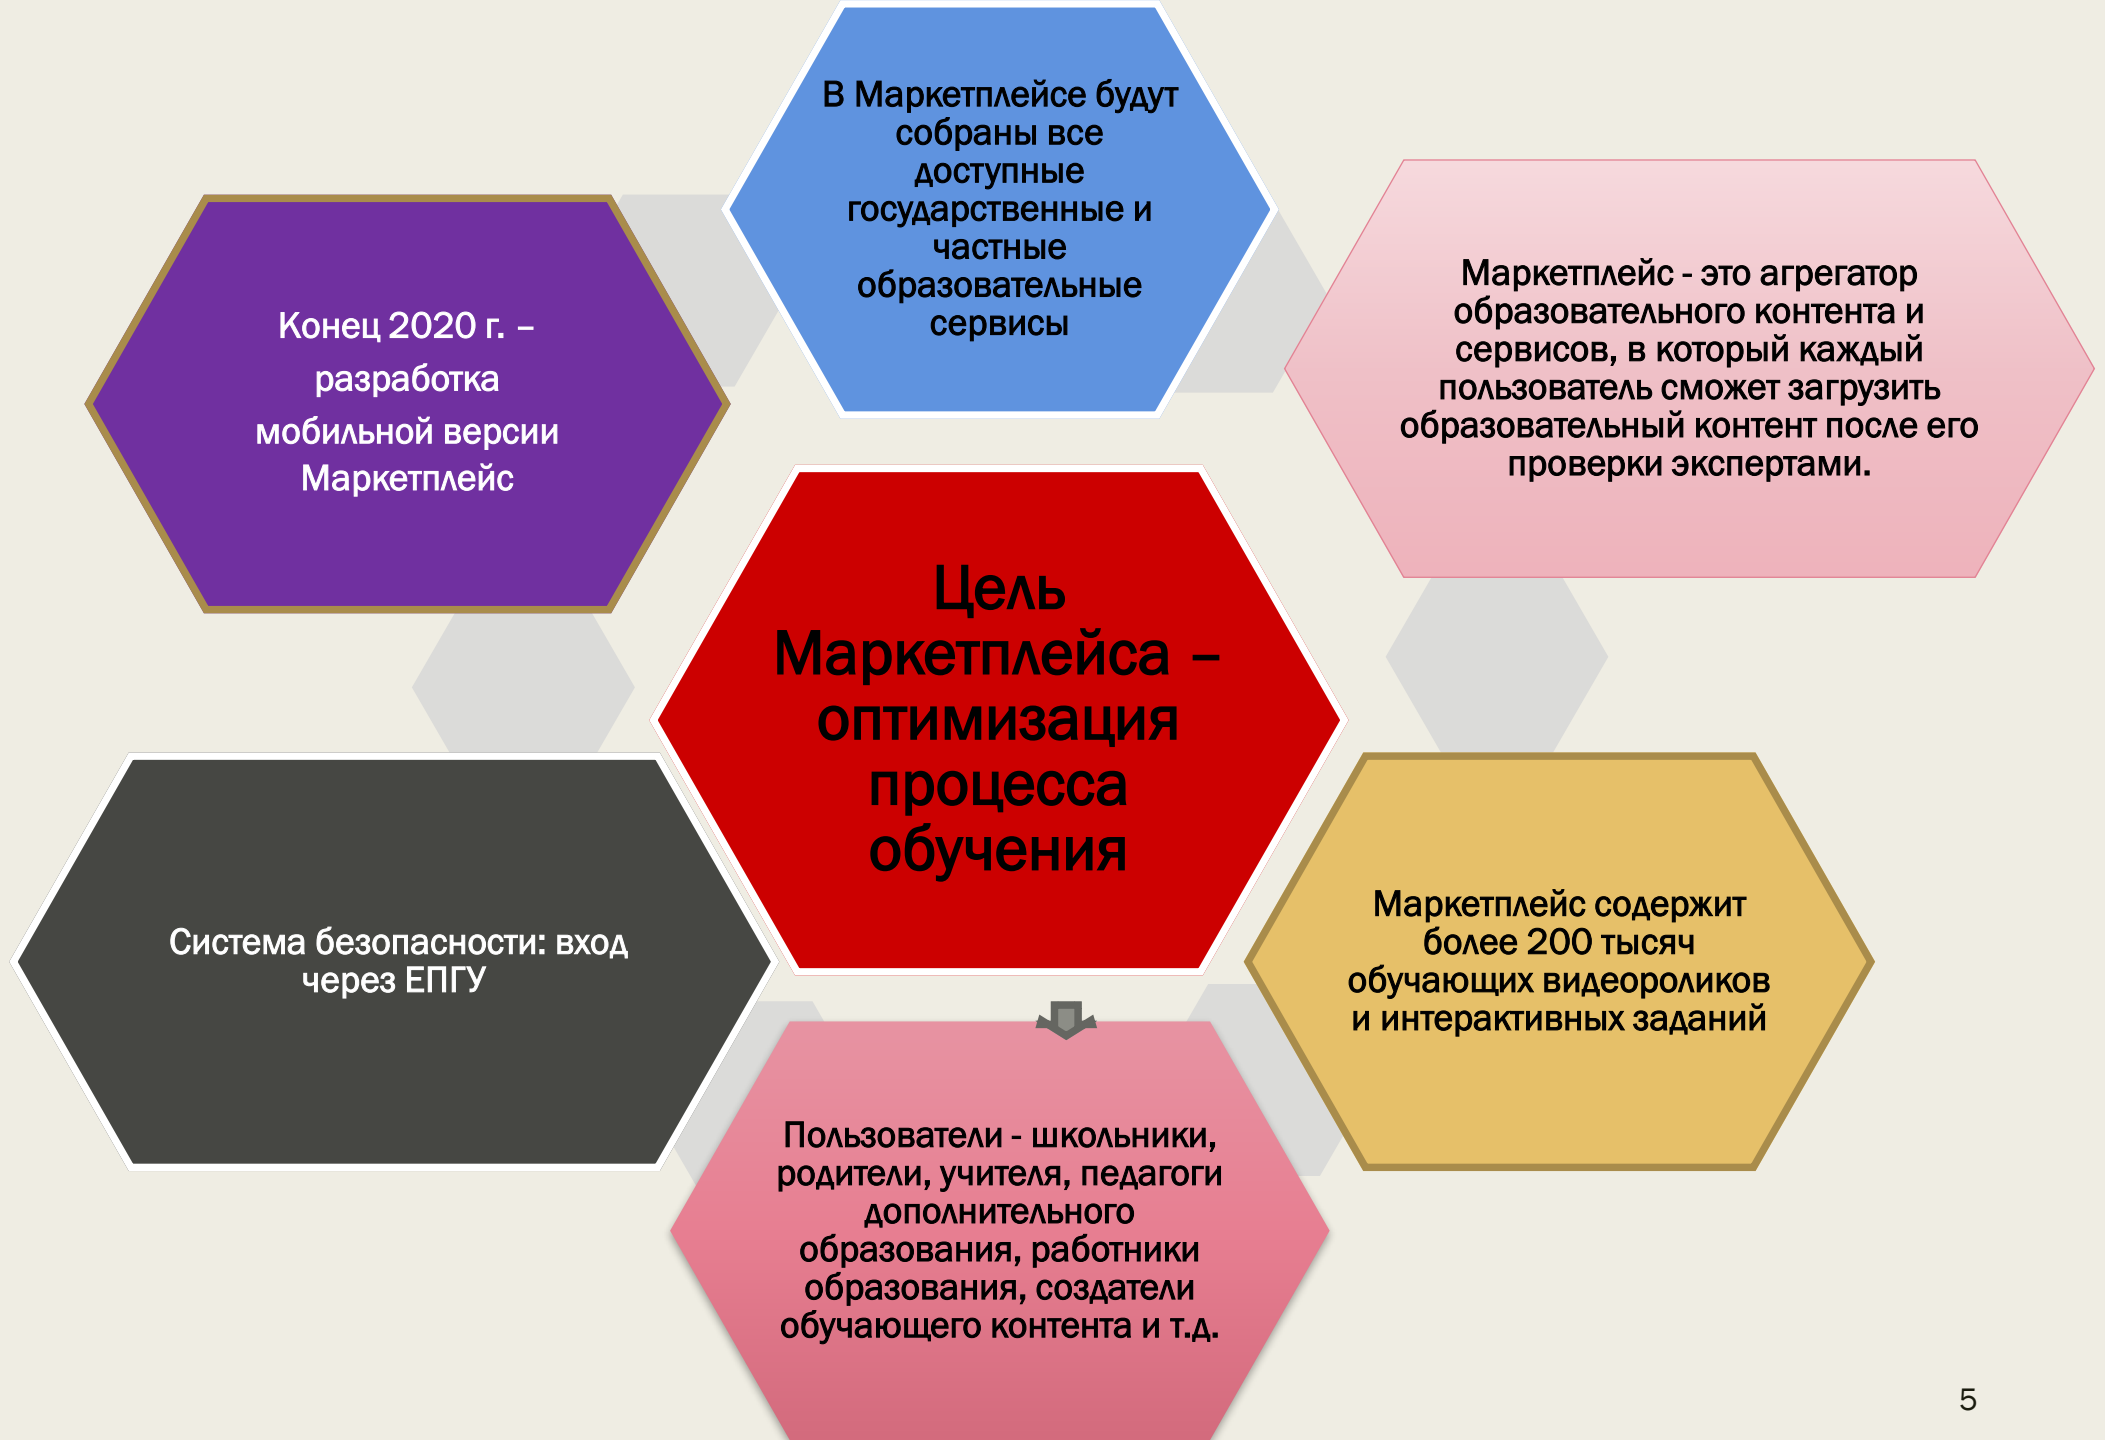 В Маркетплейсе будут
собраны все
доступные
государственные и
частные
образовательные
сервисы
Маркетплейс - это агрегатор
образовательного контента и
сервисов, в который каждый
пользователь сможет загрузить
образовательный контент после его
проверки экспертами.
Конец 2020 г. –
разработка
мобильной версии
Маркетплейс
Цель
Маркетплейса –
оптимизация
процесса
обучения
Система безопасности: вход
через ЕПГУ
Маркетплейс содержит
более 200 тысяч
обучающих видеороликов
и интерактивных заданий
Пользователи - школьники,
родители, учителя, педагоги
дополнительного
образования, работники
образования, создатели
обучающего контента и т.д.
5